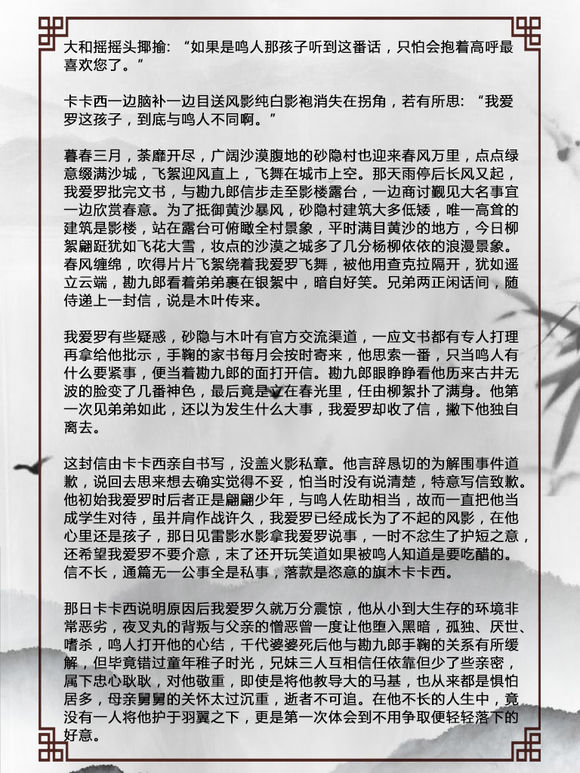 大和摇摇头揶揄：“如果是鸣人那孩子听到这番话，只怕会抱着高呼最
喜欢您了。”
卡卡西一边脑补一边目送风影纯白影袍消失在拐角，若有所思：“我爱
罗这孩子，到底与鸣人不同啊。”
暮春三月，荼靡开尽，广阔沙漠腹地的砂隐村也迎来春风万里，点点绿
意缀满沙城，飞絮迎风直上，飞舞在城市上空。那天雨停后长风又起，
我爱罗批完文书，与勘九郎信步走至影楼露台，一边商讨觐见大名事宜
一边欣赏春意。为了抵御黄沙暴风，砂隐村建筑大多低矮，唯一高耸的
建筑是影楼，站在露台可俯瞰全村景象，平时满目黄沙的地方，今日柳
絮翩跹犹如飞花大雪，妆点的沙漠之城多了几分杨柳依依的浪漫景象。
春风缠绵，吹得片片飞絮绕着我爱罗飞舞，被他用查克拉隔开，犹如遥
立云端，勘九郎看着弟弟裹在银絮中，暗自好笑。兄弟两正闲话间，随
侍递上一封信，说是木叶传来。
我爱罗有些疑惑，砂隐与木叶有官方交流渠道，一应文书都有专人打理
再拿给他批示，手鞠的家书每月会按时寄来，他思索一番，只当鸣人有
什么要紧事，便当着勘九郎的面打开信。勘九郎眼睁睁看他历来古井无
波的脸变了几番神色，最后竟是立在春光里，任由柳絮扑了满身。他第
一次见弟弟如此，还以为发生什么大事，我爱罗却收了信，撇下他独自
离去。
这封信由卡卡西亲自书写，没盖火影私章。他言辞恳切的为解围事件道
歉，说回去思来想去确实觉得不妥，怕当时没有说清楚，特意写信致歉。
他初始我爱罗时后者正是翩翩少年，与鸣人佐助相当，故而一直把他当
成学生对待，虽并肩作战许久，我爱罗已经成长为了不起的风影，在他
心里还是孩子，那日见雷影水影拿我爱罗说事，一时不忿生了护短之意，
还希望我爱罗不要介意，末了还开玩笑道如果被鸣人知道是要吃醋的。
信不长，通篇无一公事全是私事，落款是恣意的旗木卡卡西。
那日卡卡西说明原因后我爱罗久就万分震惊，他从小到大生存的环境非
常恶劣，夜叉丸的背叛与父亲的憎恶曾一度让他堕入黑暗，孤独、厌世、
嗜杀，鸣人打开他的心结，千代婆婆死后他与勘九郎手鞠的关系有所缓
解，但毕竟错过童年稚子时光，兄妹三人互相信任依靠但少了些亲密，
属下忠心耿耿，对他敬重，即使是将他教导大的马基，也从来都是惧怕
居多，母亲舅舅的关怀太过沉重，逝者不可追。在他不长的人生中，竟
没有一人将他护于羽翼之下，更是第一次体会到不用争取便轻轻落下的
好意。